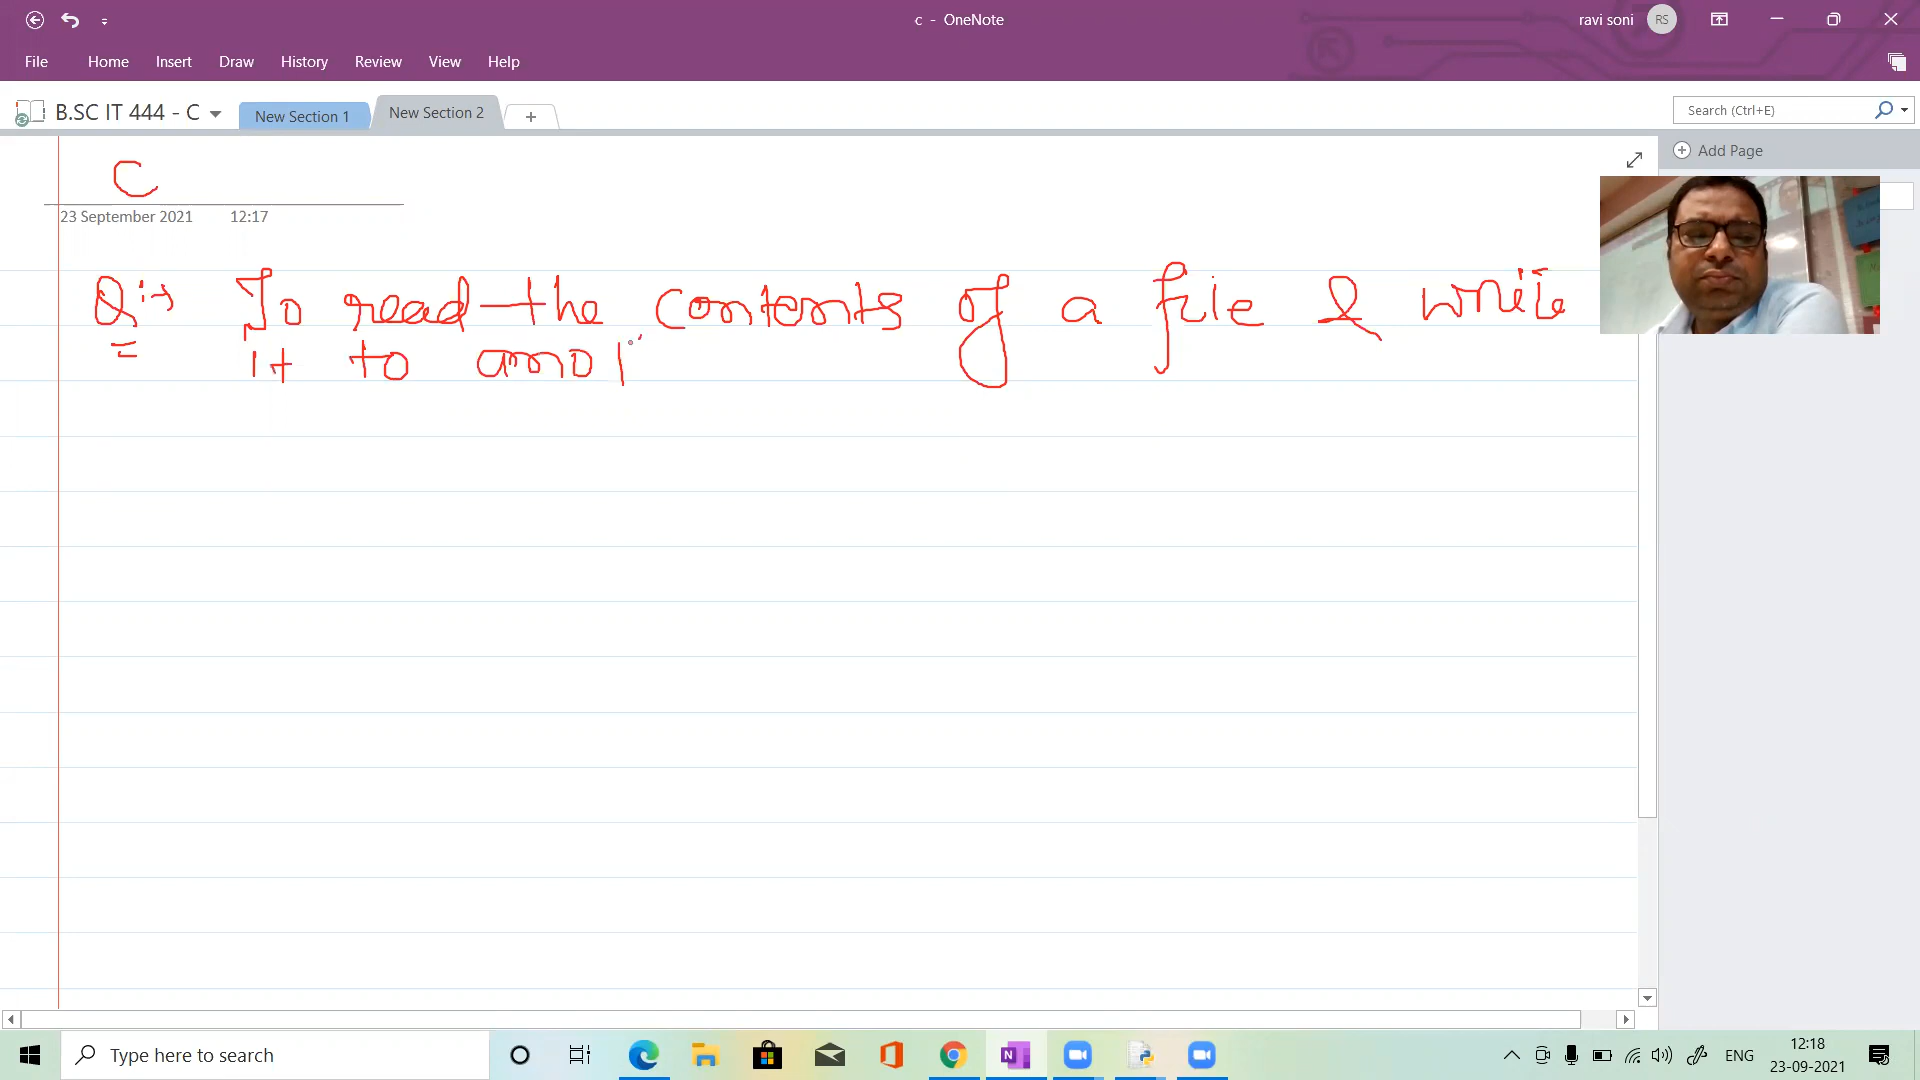 c - OneNote
ravi soni RS
File Home Insert Draw History Review View Help
B.SC IT 444 - C New Section 1 New Section 2 +
Search (Ctrl+E)
Add Page
C
23 September 2021 12:17
Q:→ To read the contents of a file & write
it to
Type here to search
ENG
12:18
23-09-2021